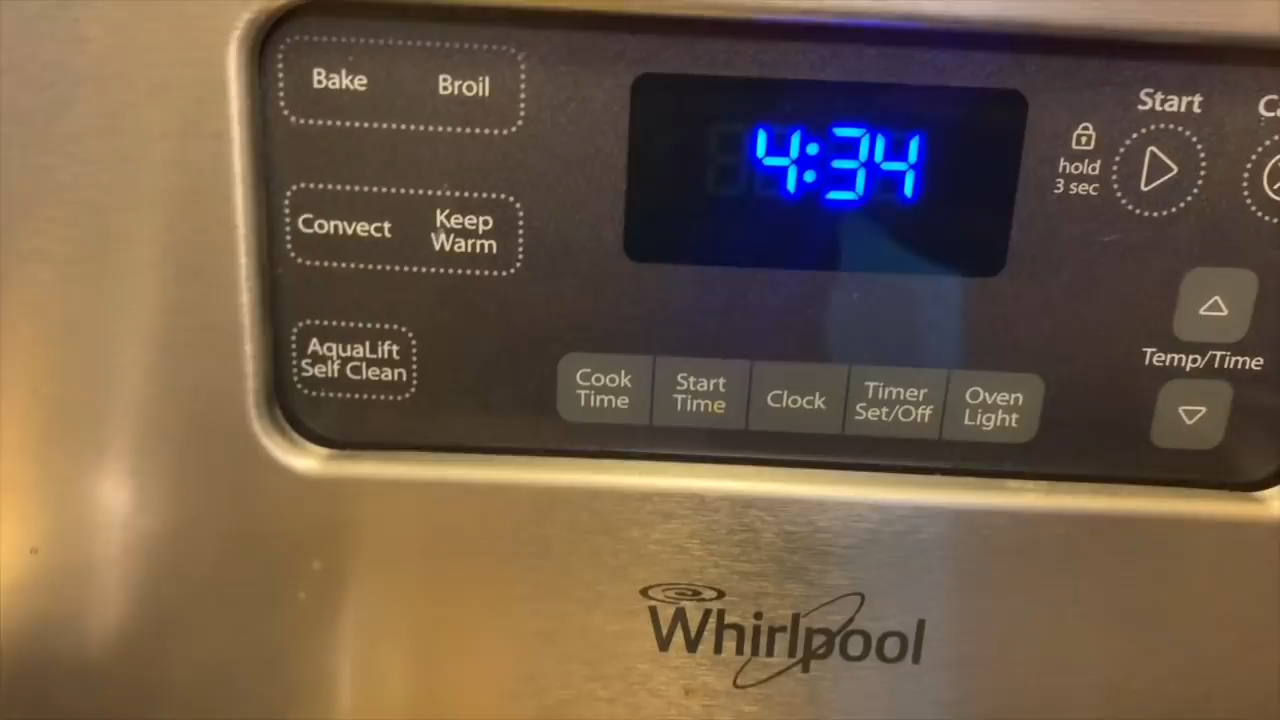 Bake
Broil
4:34
Start
hold
3 sec
Convect
Keep
Warm
AquaLift
Self Clean
Temp/Time
Cook
Time
Start
Time
Clock
Timer
Set/Off
Oven
Light
Whirlpool